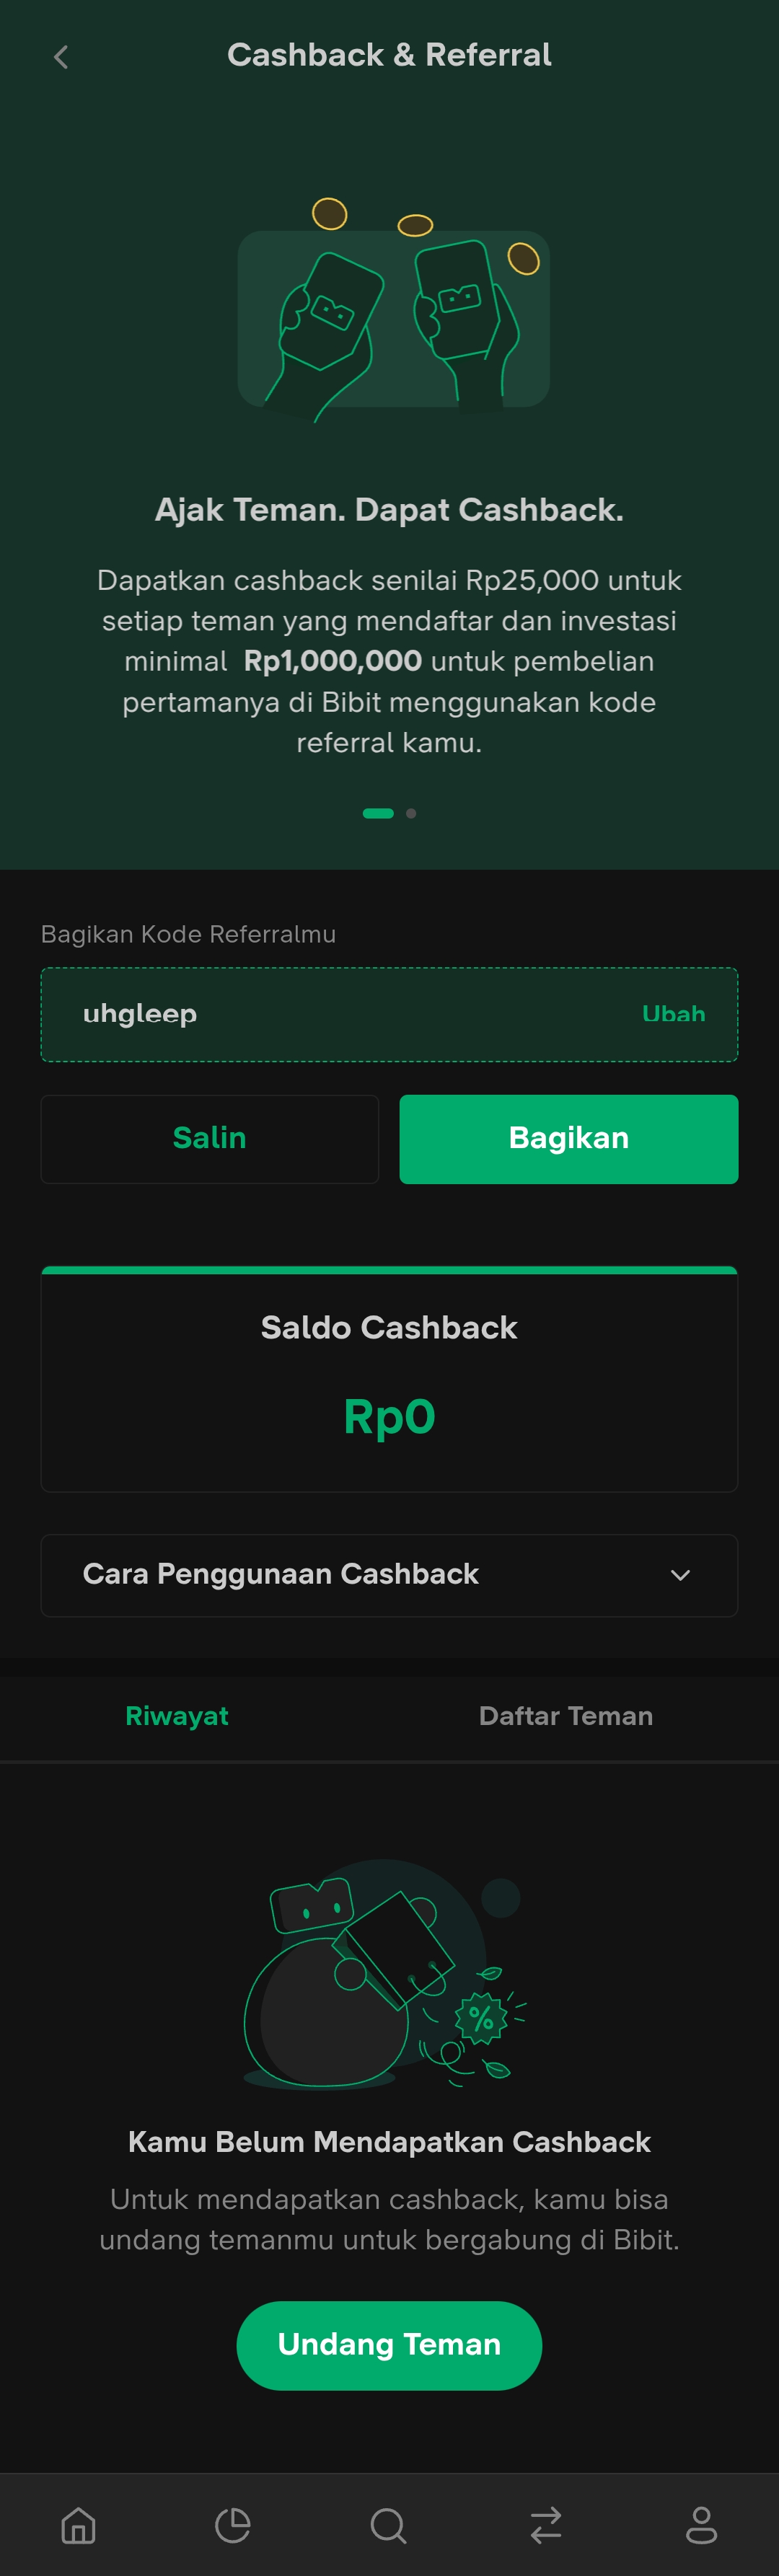 Cashback & Referral
Ajak Teman. Dapat Cashback.
Dapatkan cashback senilai Rp25,000 untuk
setiap teman yang mendaftar dan investasi
minimal Rp1,000,000 untuk pembelian
pertamanya di Bibit menggunakan kode
referral kamu.
Bagikan Kode Referralmu
uhgleep
Ubah
Salin
Bagikan
Saldo Cashback
Rp0
Cara Penggunaan Cashback
Riwayat
Daftar Teman
%
Kamu Belum Mendapatkan Cashback
Untuk mendapatkan cashback, kamu bisa
undang temanmu untuk bergabung di Bibit.
Undang Teman